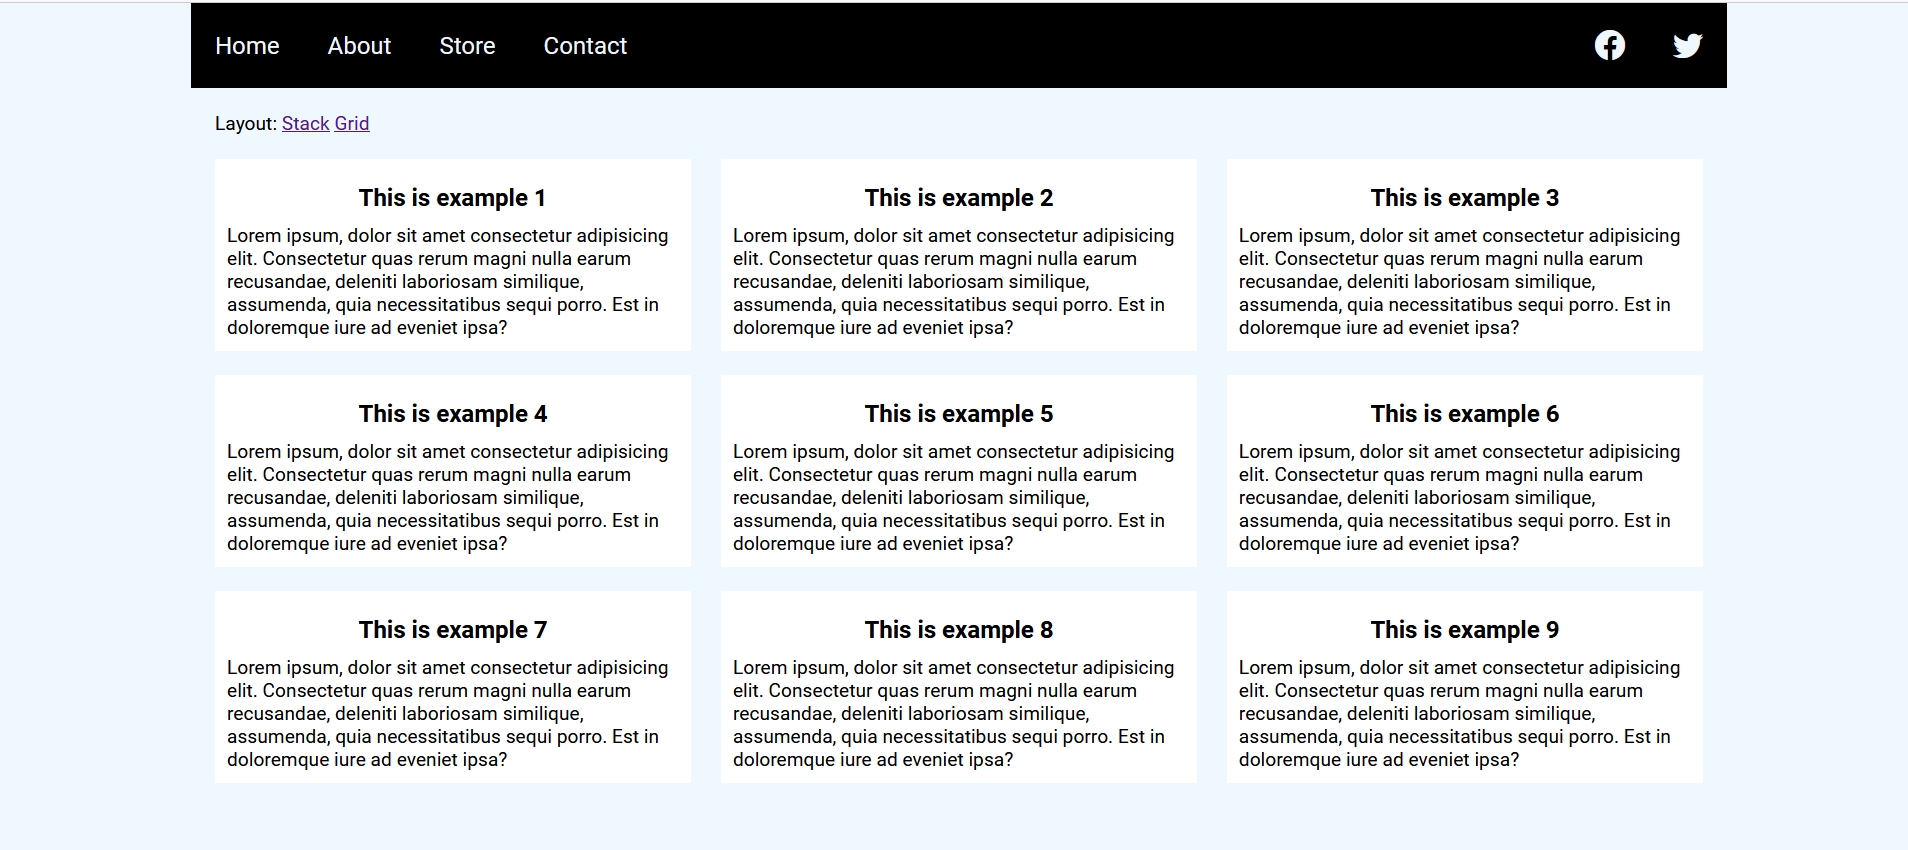 Home About Store Contact
Layout: Stack Grid
This is example 1
Lorem ipsum, dolor sit amet consectetur adipisicing
elit. Consectetur quas rerum magni nulla earum
recusandae, deleniti laboriosam similique,
assumenda, quia necessitatibus sequi porro. Est in
doloremque iure ad eveniet ipsa?
This is example 2
Lorem ipsum, dolor sit amet consectetur adipisicing
elit. Consectetur quas rerum magni nulla earum
recusandae, deleniti laboriosam similique,
assumenda, quia necessitatibus sequi porro. Est in
doloremque iure ad eveniet ipsa?
This is example 3
Lorem ipsum, dolor sit amet consectetur adipisicing
elit. Consectetur quas rerum magni nulla earum
recusandae, deleniti laboriosam similique,
assumenda, quia necessitatibus sequi porro. Est in
doloremque iure ad eveniet ipsa?
This is example 4
Lorem ipsum, dolor sit amet consectetur adipisicing
elit. Consectetur quas rerum magni nulla earum
recusandae, deleniti laboriosam similique,
assumenda, quia necessitatibus sequi porro. Est in
doloremque iure ad eveniet ipsa?
This is example 5
Lorem ipsum, dolor sit amet consectetur adipisicing
elit. Consectetur quas rerum magni nulla earum
recusandae, deleniti laboriosam similique,
assumenda, quia necessitatibus sequi porro. Est in
doloremque iure ad eveniet ipsa?
This is example 6
Lorem ipsum, dolor sit amet consectetur adipisicing
elit. Consectetur quas rerum magni nulla earum
recusandae, deleniti laboriosam similique,
assumenda, quia necessitatibus sequi porro. Est in
doloremque iure ad eveniet ipsa?
This is example 7
Lorem ipsum, dolor sit amet consectetur adipisicing
elit. Consectetur quas rerum magni nulla earum
recusandae, deleniti laboriosam similique,
assumenda, quia necessitatibus sequi porro. Est in
doloremque iure ad eveniet ipsa?
This is example 8
Lorem ipsum, dolor sit amet consectetur adipisicing
elit. Consectetur quas rerum magni nulla earum
recusandae, deleniti laboriosam similique,
assumenda, quia necessitatibus sequi porro. Est in
doloremque iure ad eveniet ipsa?
This is example 9
Lorem ipsum, dolor sit amet consectetur adipisicing
elit. Consectetur quas rerum magni nulla earum
recusandae, deleniti laboriosam similique,
assumenda, quia necessitatibus sequi porro. Est in
doloremque iure ad eveniet ipsa?